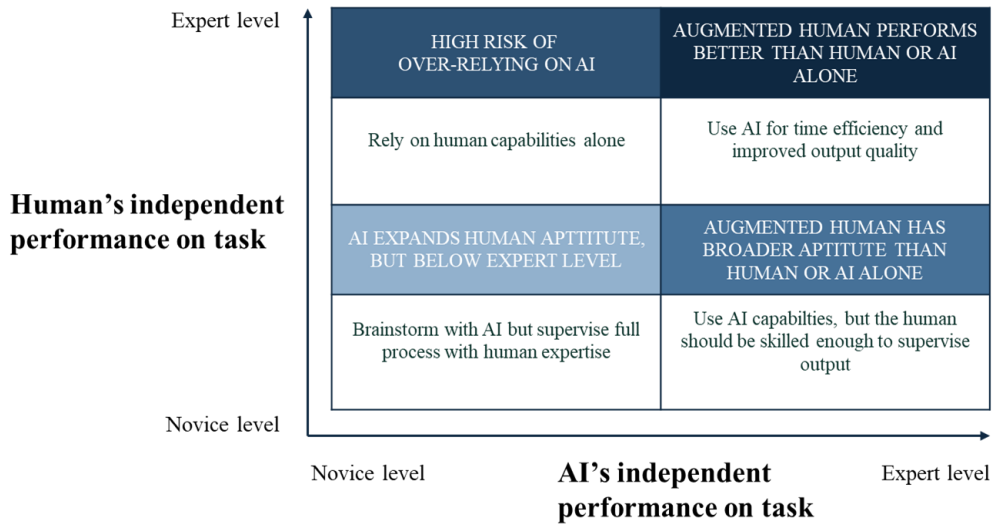 Expert level
HIGH RISK OF
OVER-RELYING ON AI
AUGMENTED HUMAN PERFORMS
BETTER THAN HUMAN OR AI
ALONE
Rely on human capabilities alone
Use AI for time efficiency and
improved output quality
Human's independent
performance on task
AI EXPANDS HUMAN APTTITUTE,
BUT BELOW EXPERT LEVEL
AUGMENTED HUMAN HAS
BROADER APTITUTE THAN
HUMAN OR AI ALONE
Brainstorm with AI but supervise full
process with human expertise
Use AI capabilties, but the human
should be skilled enough to supervise
output
Novice level
Novice level
AI's independent
performance on task
Expert level